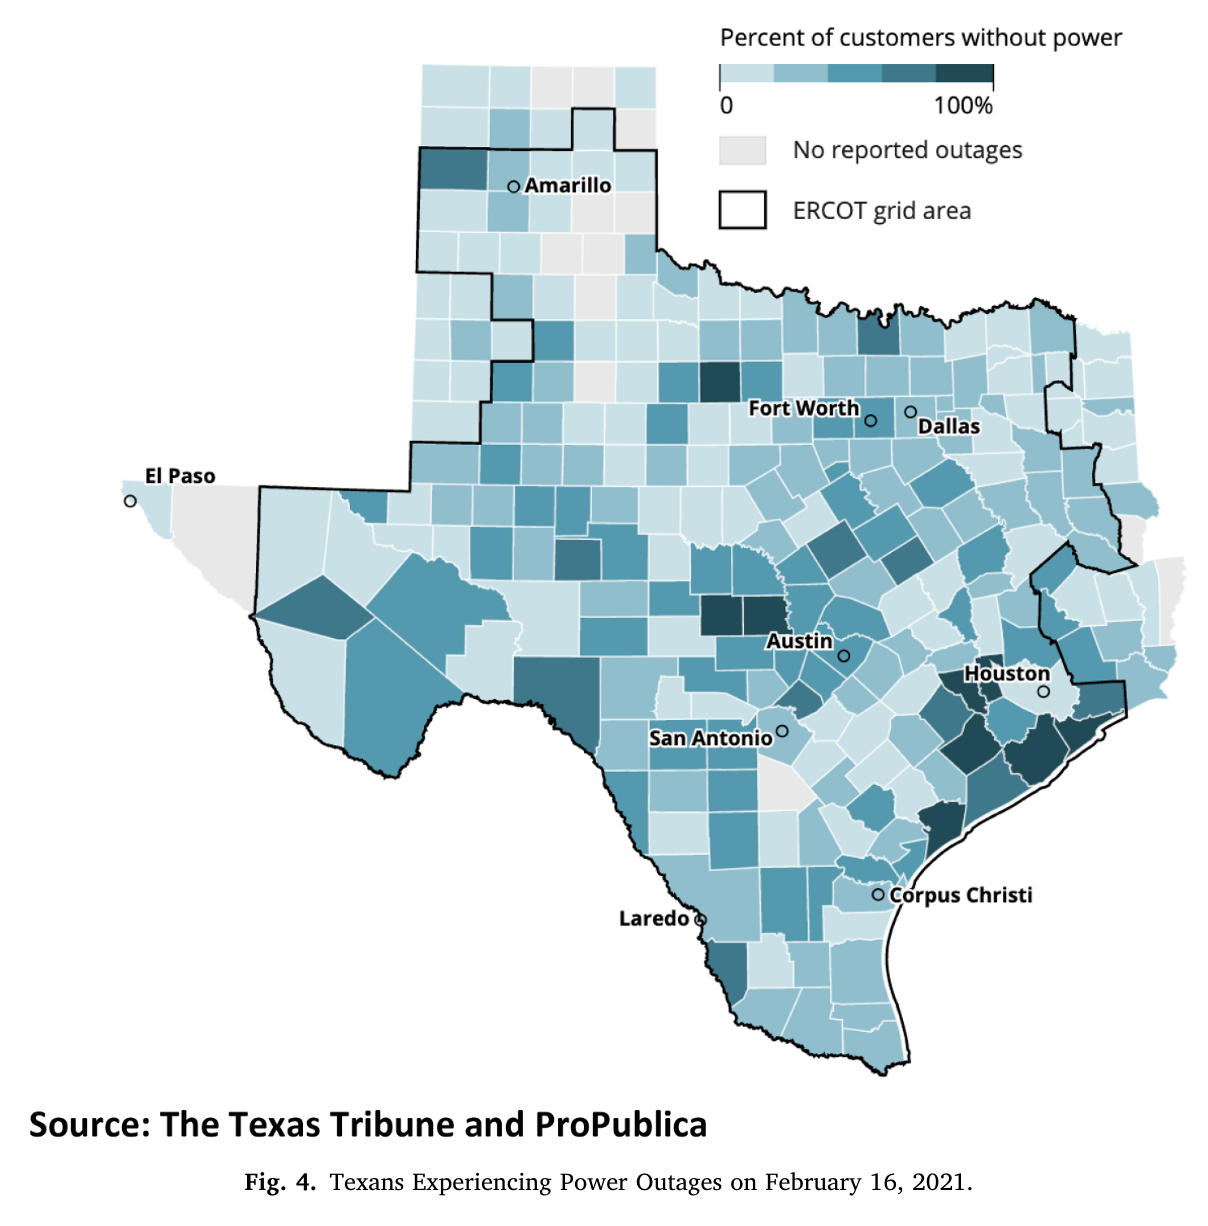 Percent of customers without power
0 100%
No reported outages
Amarillo
ERCOT grid area
Fort Worth
Dallas
El Paso
Austin
Houston
San Antonio
Corpus Christi
Laredo
Source: The Texas Tribune and ProPublica
Fig. 4. Texans Experiencing Power Outages on February 16, 2021.